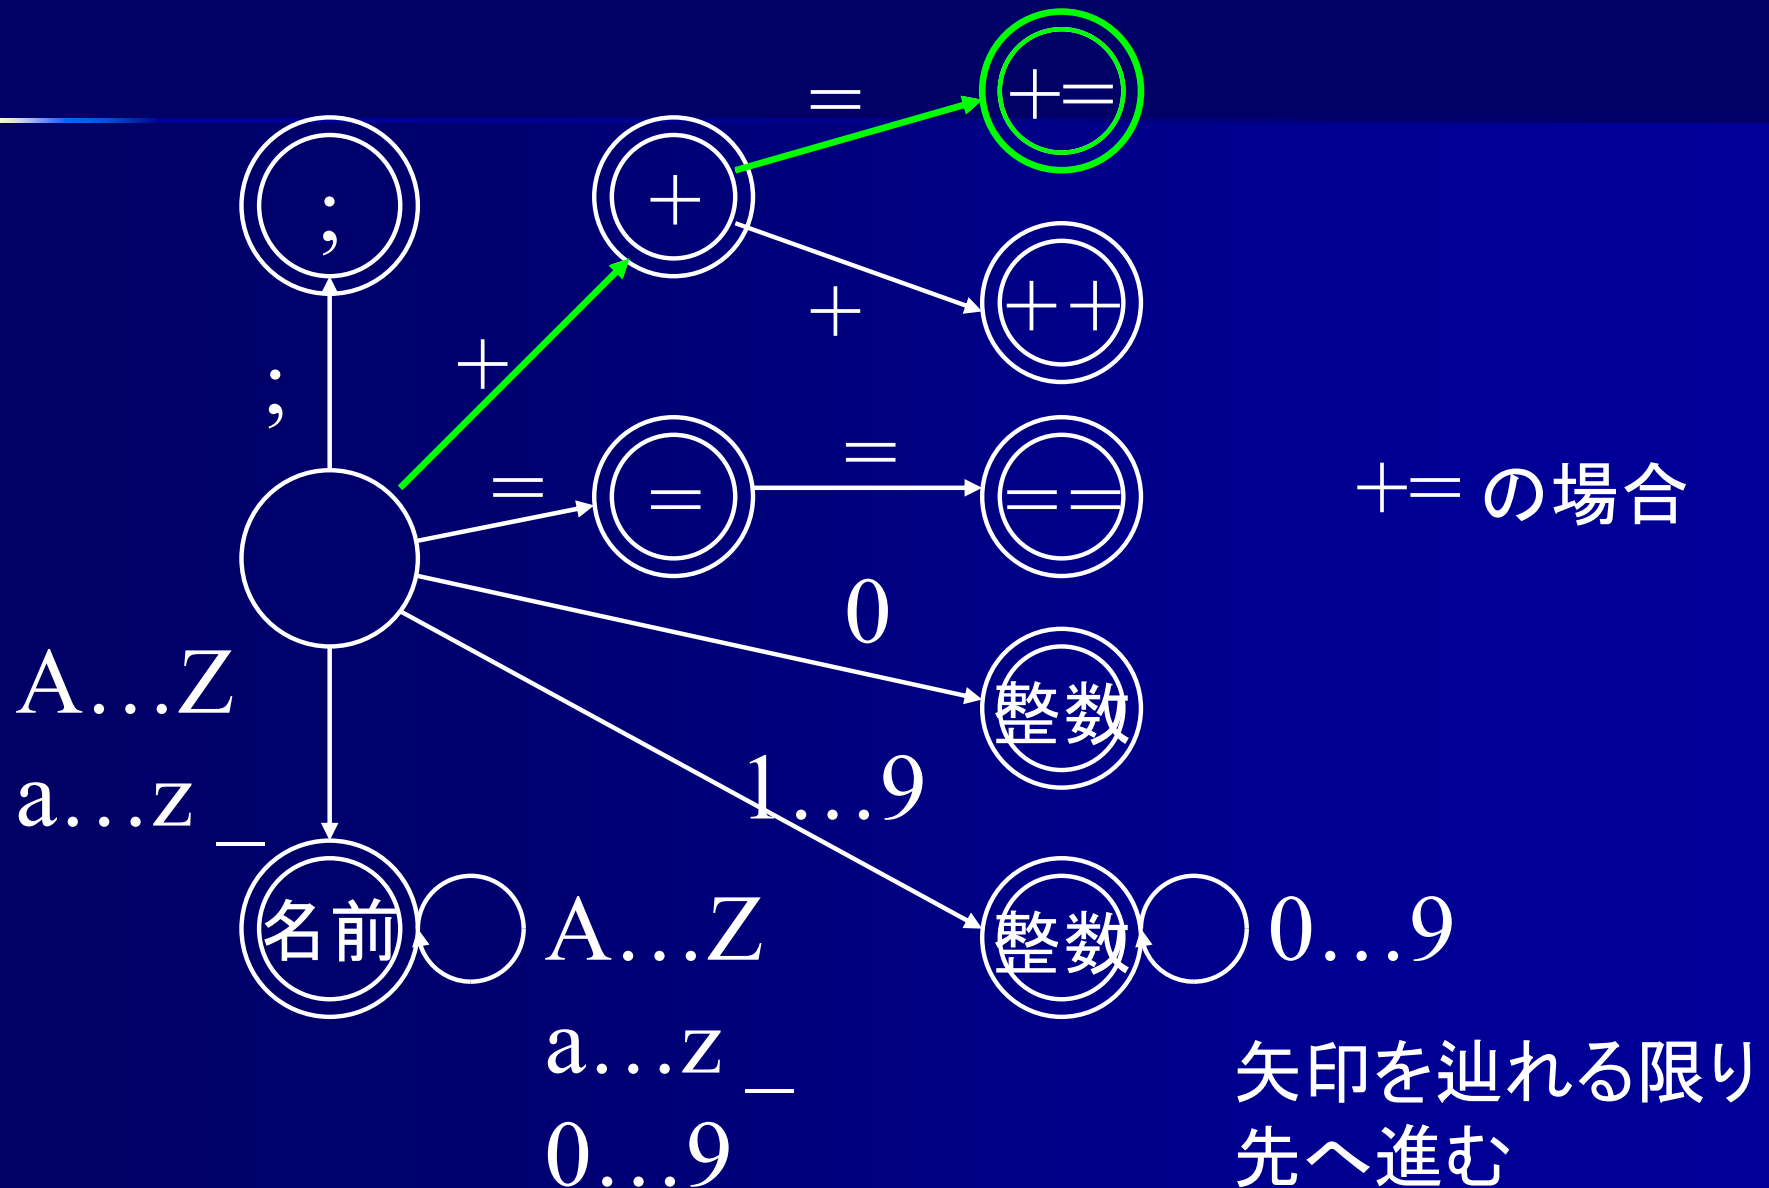 =
+=
;
+
+
++
;
+
=
=
=
==
+= の場合
0
A…Z
a…z _
整数
1…9
名前
A…Z
a…z _
0…9
整数
0…9
矢印を辿れる限り
先へ進む